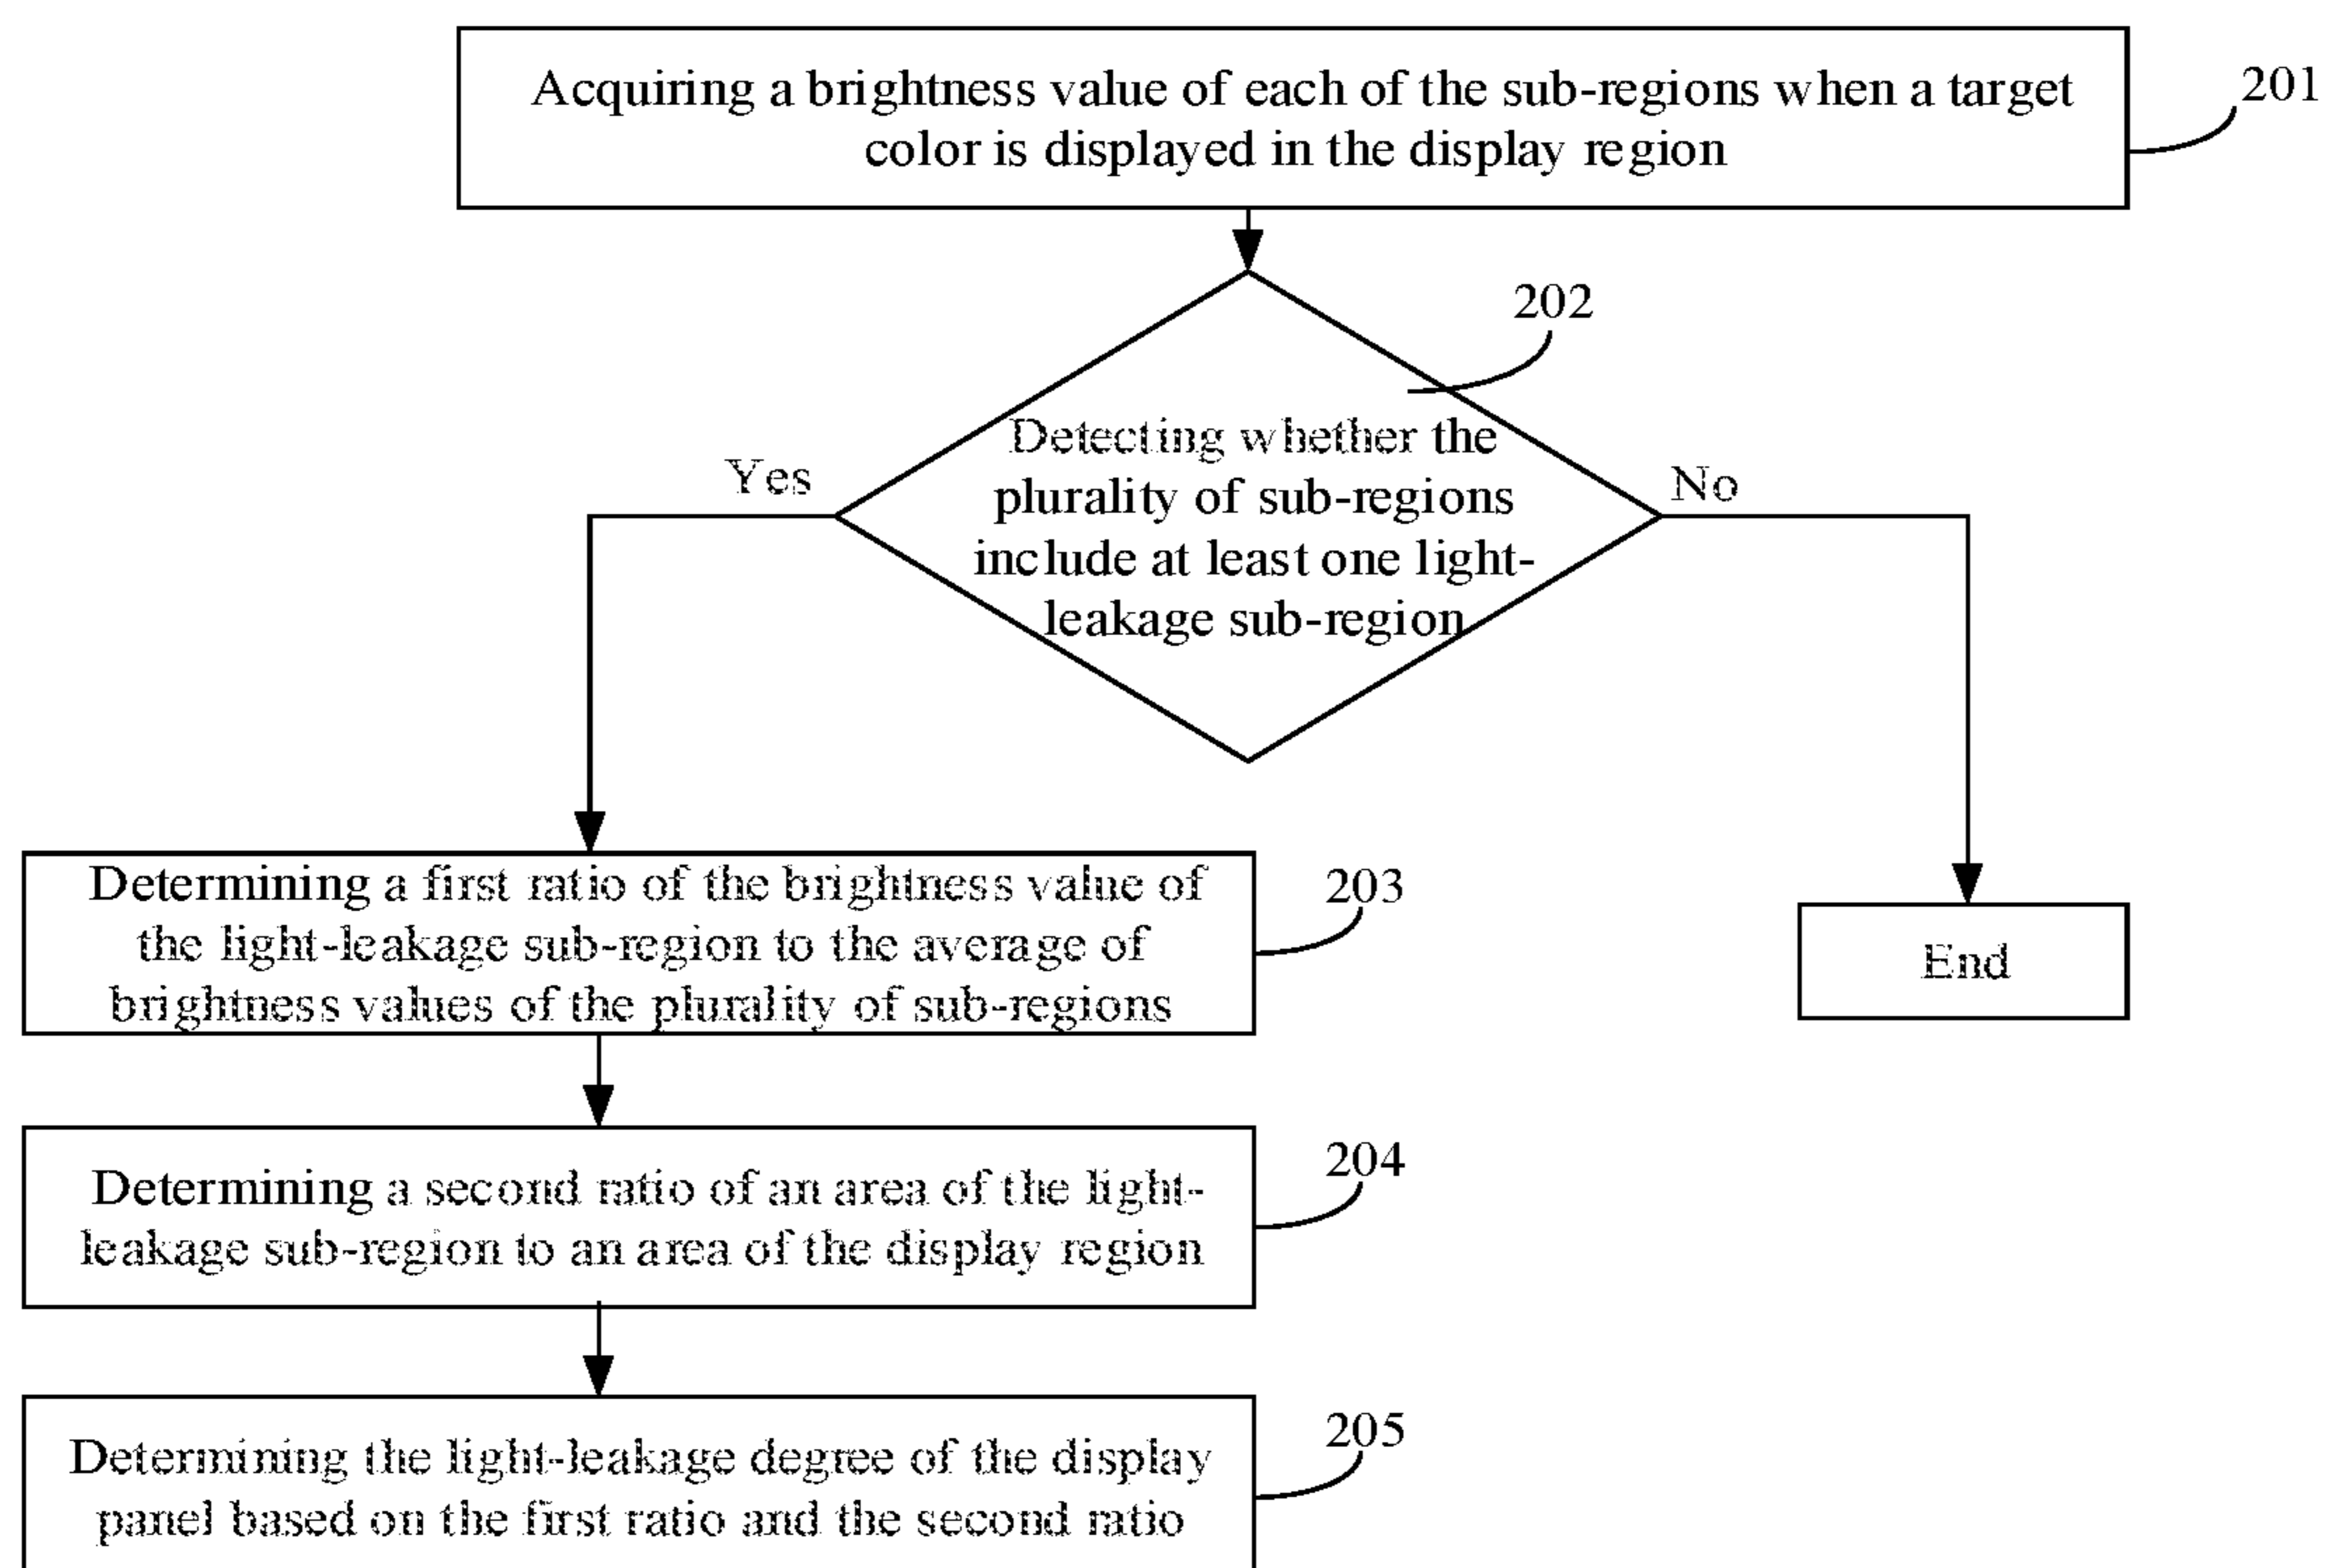 Acquiring a brightness value of each of the sub-regions when a target
color is displayed in the display region
201
202
Detecting whether the
plurality of sub-regions
include at least one light-
leakage sub-region
Yes
No
Determining a first ratio of the brightness value of
the light-leakage sub-region to the average of
brightness values of the plurality of sub-regions
203
End
Determining a second ratio of an area of the light-
leakage sub-region to an area of the display region
204
Determining the light-leakage degree of the display
panel based on the first ratio and the second ratio
205